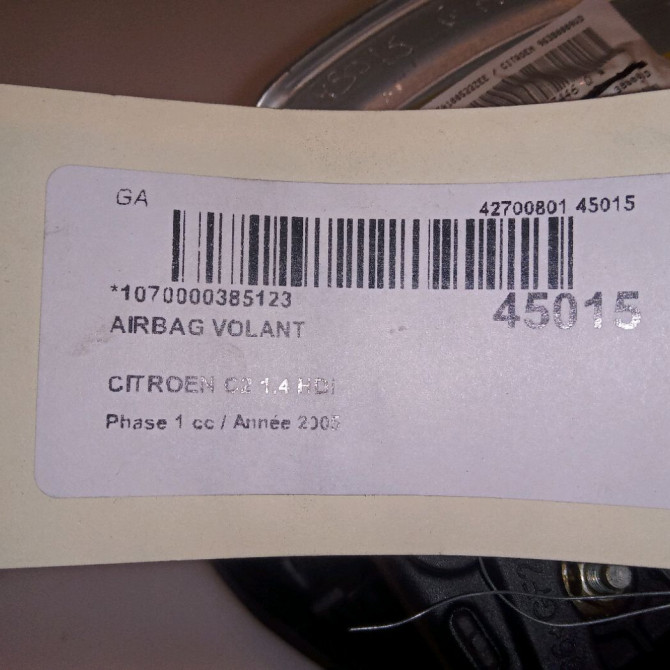 GA
42700801 45015
*1070000385123
45015
AIRBAG VOLANT
CITROEN C2 1.4 HDI
Phase 1 cc / Année 2005